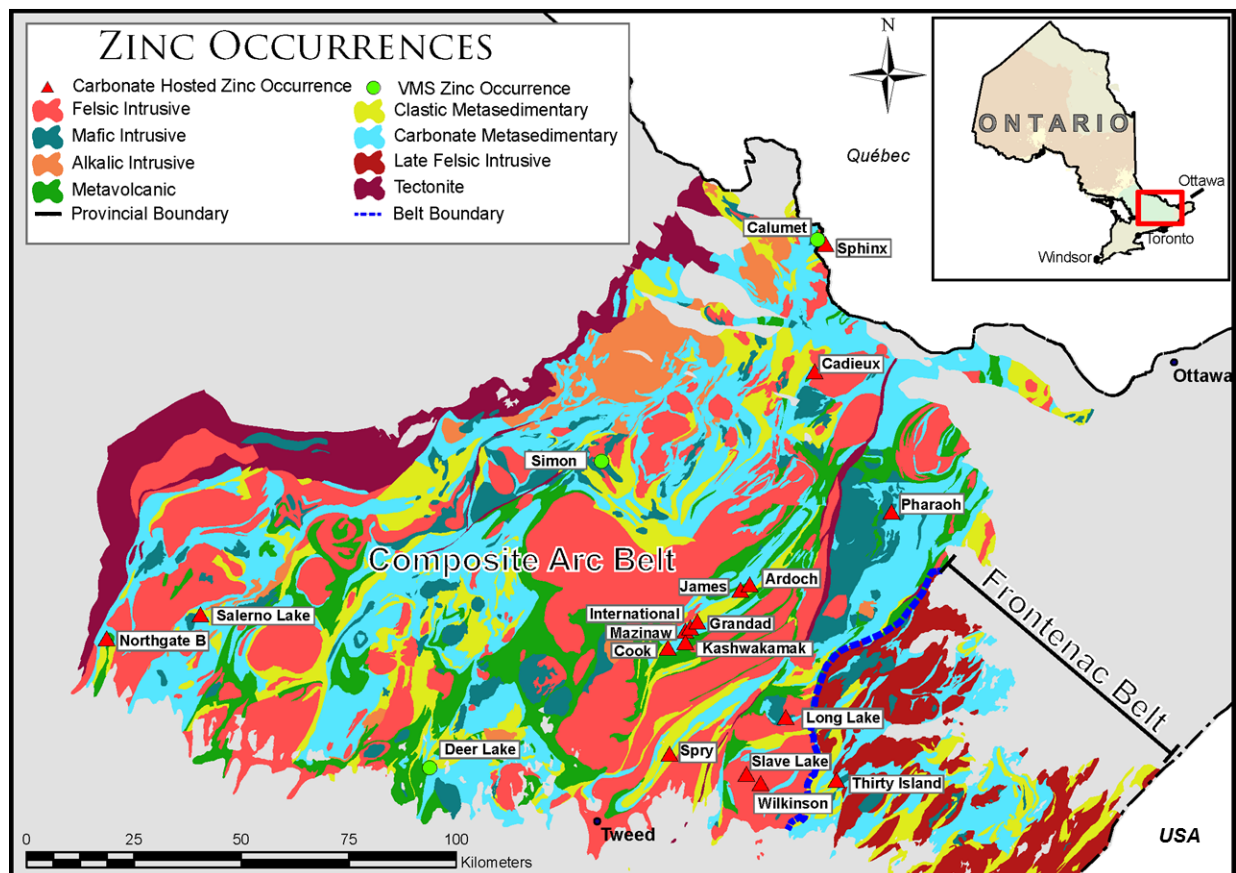 ZINC OCCURRENCES
Carbonate Hosted Zinc Occurrence
VMS Zinc Occurrence
Felsic Intrusive
Clastic Metasedimentary
Mafic Intrusive
Carbonate Metasedimentary
Alkalic Intrusive
Late Felsic Intrusive
Metavolcanic
Tectonite
Provincial Boundary
Belt Boundary
N
Québec
ONTARIO
Ottawa
Toronto
Windsor
Calumet
Sphinx
Cadieux
Ottawa
Simon
Pharaoh
Composite Arc Belt
James
Ardoch
International
Grandad
Mazinaw
Kashwakamak
Cook
Salerno Lake
Northgate B
Frontenac Belt
Long Lake
Deer Lake
Spry
Slave Lake
Thirty Island
Wilkinson
Tweed
USA
0 25 50 75 100
Kilometers